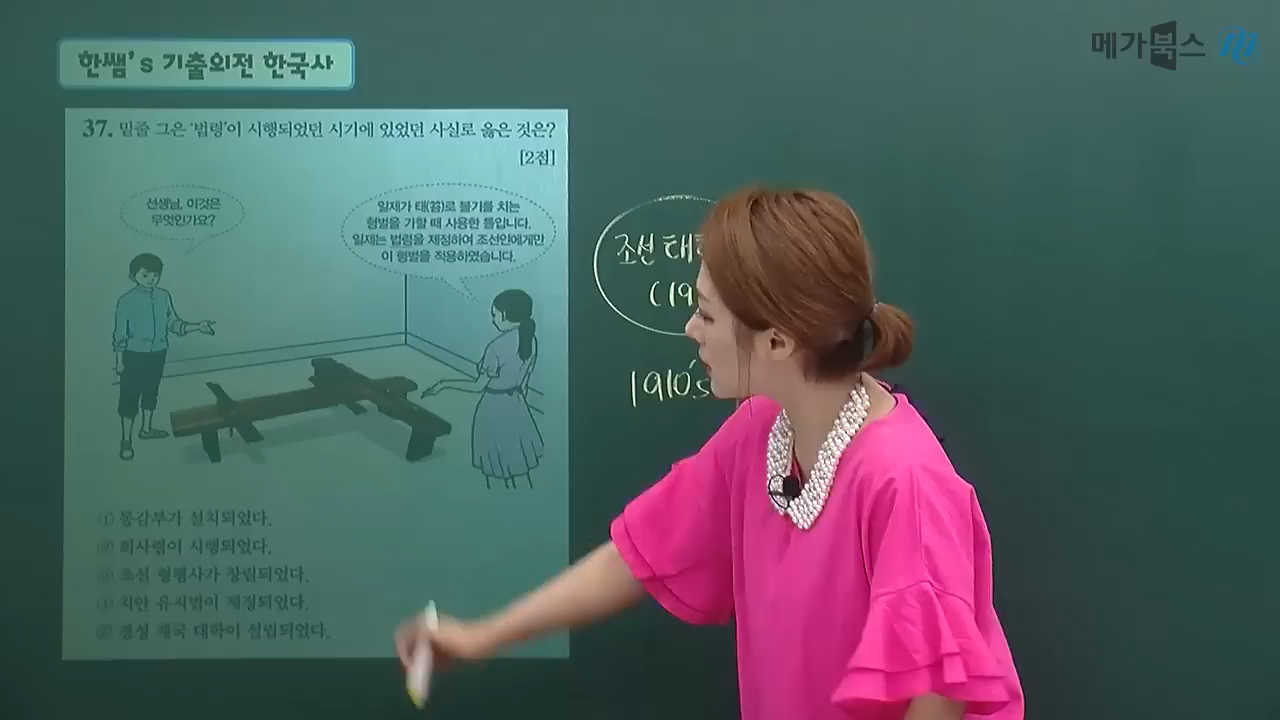 한쌤's 기출의전 한국사
메가북스
37. 밑줄 그은 '법령'이 시행되었던 시기에 있었던 사실로 옳은 것은?
[2점]
선생님, 이것은
무엇인가요?
일제가 태(笞)로 볼기를 치는
형벌을 가할 때 사용한 틀입니다.
일제는 법령을 제정하여 조선인에게만
이 형벌을 적용하였습니다.
① 통감부가 설치되었다.
② 회사령이 시행되었다.
③ 조선 형평사가 창립되었다.
④ 치안 유지법이 제정되었다.
⑤ 경성 제국 대학이 설립되었다.
조선 태
(19
1910's